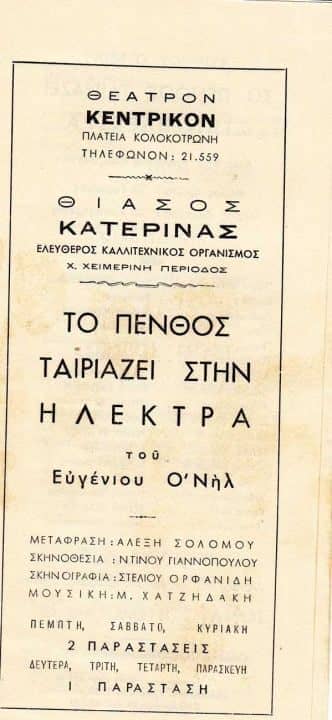 ΘΕΑΤΡΟΝ
ΚΕΝΤΡΙΚΟΝ
ΠΛΑΤΕΙΑ ΚΟΛΟΚΟΤΡΩΝΗ
ΤΗΛΕΦΩΝΟΝ: 21.559
ΘΙΑΣΟΣ
ΚΑΤΕΡΙΝΑΣ
ΕΛΕΥΘΕΡΟΣ ΚΑΛΛΙΤΕΧΝΙΚΟΣ ΟΡΓΑΝΙΣΜΟΣ
Χ. ΧΕΙΜΕΡΙΝΗ ΠΕΡΙΟΔΟΣ
ΤΟ ΠΕΝΘΟΣ
ΤΑΙΡΙΑΖΕΙ ΣΤΗΝ
ΗΛΕΚΤΡΑ
τοῦ
Εὐγένιου Ο'Νὴλ
ΜΕΤΑΦΡΑΣΗ: ΑΛΕΞΗ ΣΟΛΟΜΟΥ
ΣΚΗΝΟΘΕΣΙΑ: ΝΤΙΝΟΥ ΓΙΑΝΝΟΠΟΥΛΟΥ
ΣΚΗΝΟΓΡΑΦΙΑ: ΣΤΕΛΙΟΥ ΟΡΦΑΝΙΔΗ
ΜΟΥΣΙΚΗ: Μ. ΧΑΤΖΗΔΑΚΗ
ΠΕΜΠΤΗ, ΣΑΒΒΑΤΟ, ΚΥΡΙΑΚΗ
2 ΠΑΡΑΣΤΑΣΕΙΣ
ΔΕΥΤΕΡΑ, ΤΡΙΤΗ, ΤΕΤΑΡΤΗ, ΠΑΡΑΣΚΕΥΗ
1 ΠΑΡΑΣΤΑΣΗ